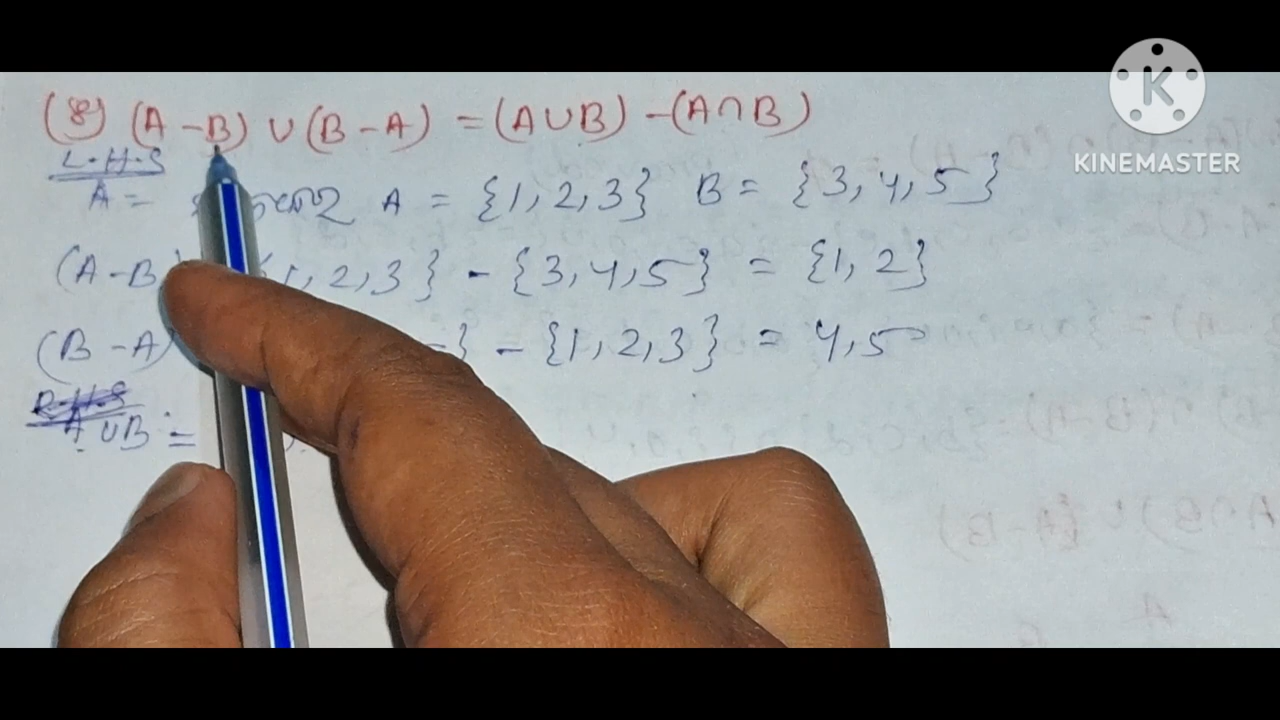 (8) (A - B) ∪ (B - A) = (A∪B) - (A∩B)
L.H.S
A = A = {1, 2, 3} B = {3, 4, 5}
(A - B) 1, 2, 3} - {3, 4, 5} = {1, 2}
(B - A) } - {1, 2, 3} = 4, 5
R.H.S
A∪B =
K
KINEMASTER